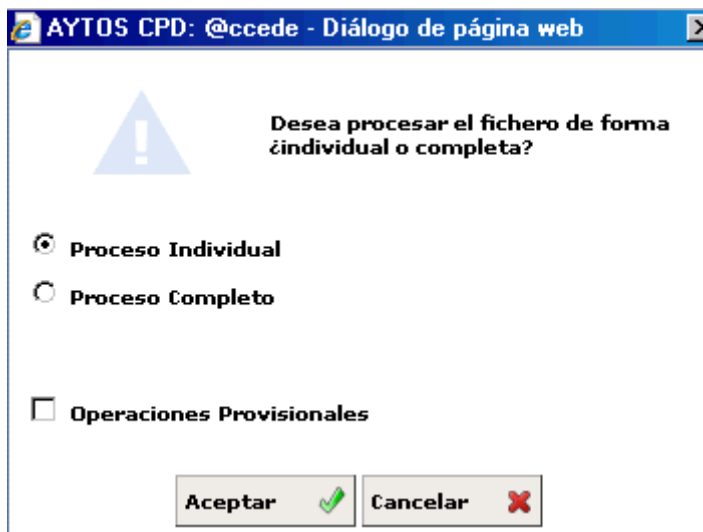 AYTOS CPD: @ccede - Diálogo de página web
Desea procesar el fichero de forma
¿individual o completa?
Proceso Individual
Proceso Completo
Operaciones Provisionales
Aceptar
Cancelar